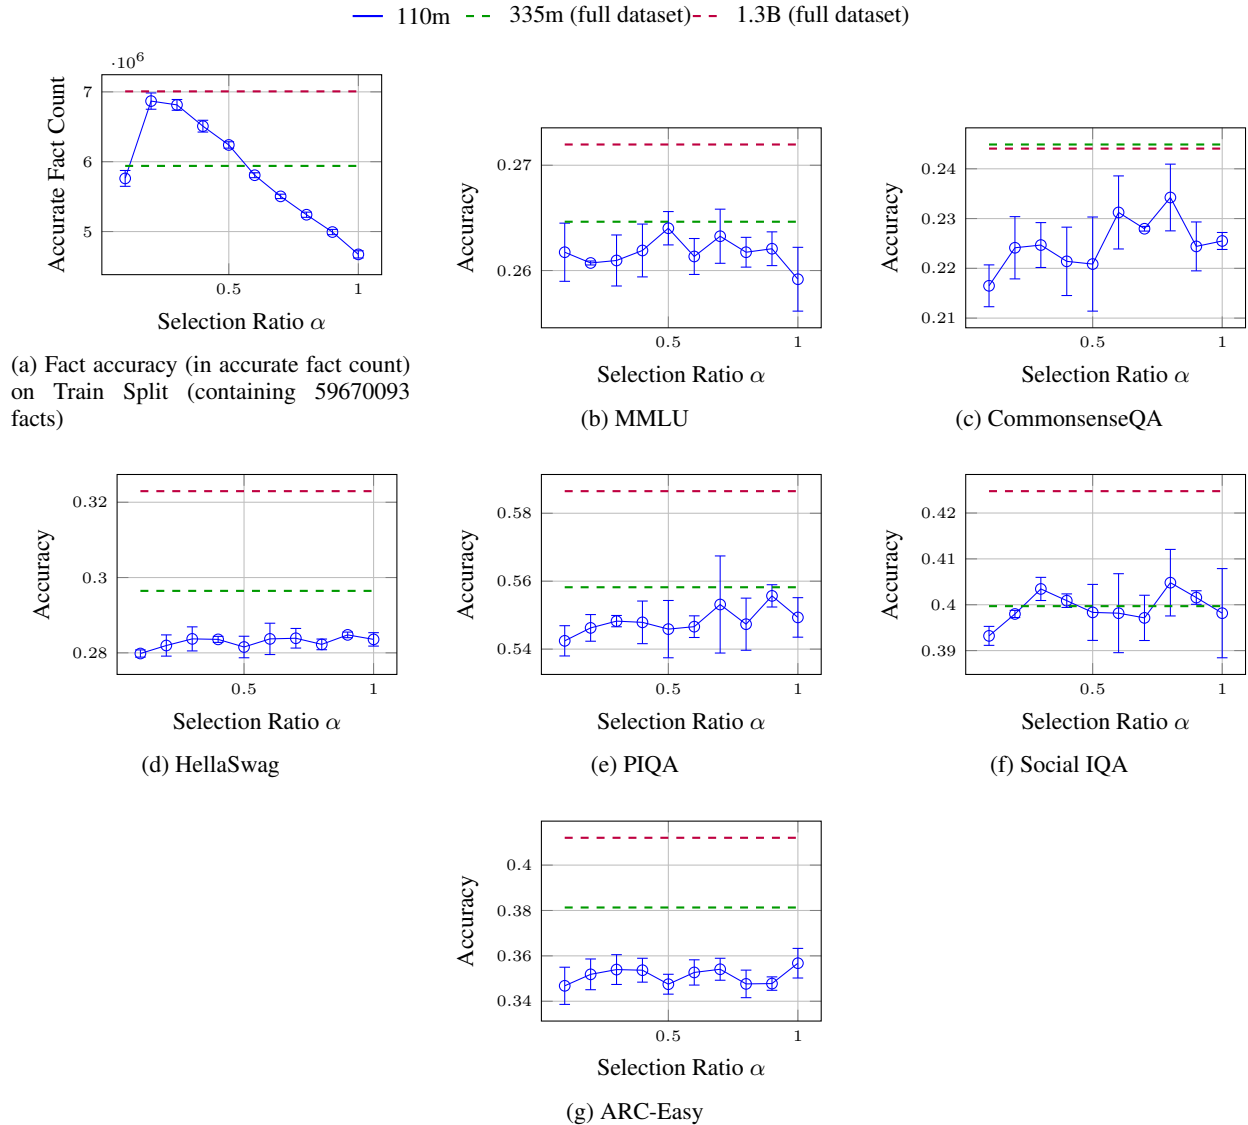 110m 335m (full dataset) 1.3B (full dataset)
·10⁶
7
6
5
0.5 1
Accurate Fact Count
Selection Ratio α
(a) Fact accuracy (in accurate fact count)
on Train Split (containing 59670093
facts)
0.27
0.26
0.5 1
Accuracy
Selection Ratio α
(b) MMLU
0.24
0.23
0.22
0.21
0.5 1
Accuracy
Selection Ratio α
(c) CommonsenseQA
0.32
0.3
0.28
0.5 1
Accuracy
Selection Ratio α
(d) HellaSwag
0.58
0.56
0.54
0.5 1
Accuracy
Selection Ratio α
(e) PIQA
0.42
0.41
0.4
0.39
0.5 1
Accuracy
Selection Ratio α
(f) Social IQA
0.4
0.38
0.36
0.34
0.5 1
Accuracy
Selection Ratio α
(g) ARC-Easy